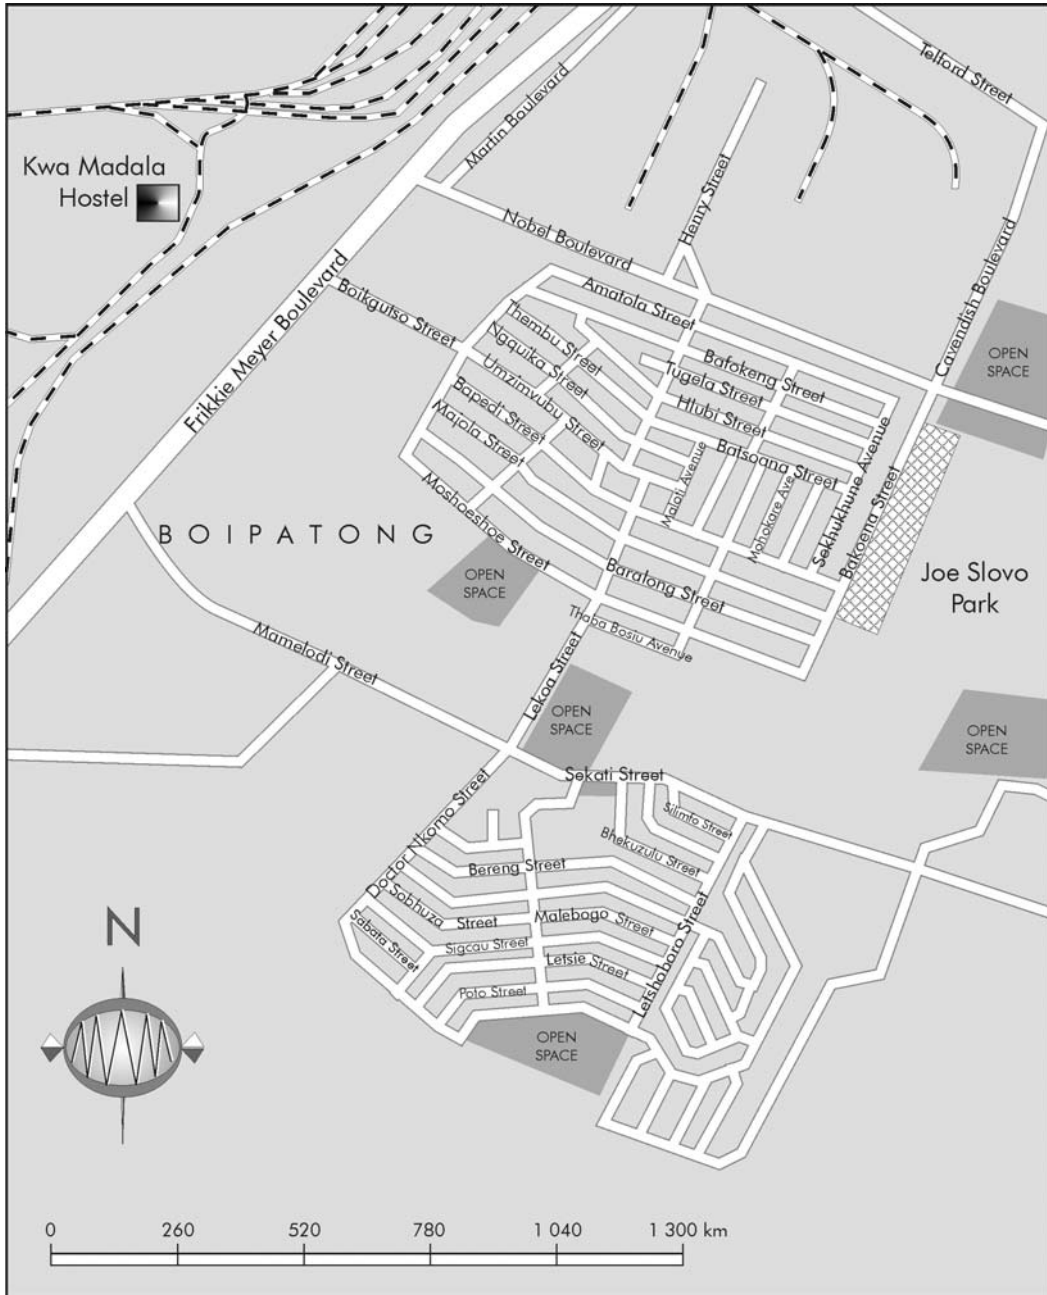 Telford Street
Martin Boulevard
Kwa Madala
Hostel
Henry Street
Nobel Boulevard
Cavendish Boulevard
Frikkie Meyer Boulevard
Boikgutso Street
Amatola Street
Thembu Street
Ngquika Street
Umzimvubu Street
Bafokeng Street
Tugela Street
Hlubi Street
OPEN
SPACE
Bapedi Street
Majola Street
Batsoana Street
Maloti Avenue
Mohokare Ave
Sekhukhune Avenue
Bakoena Street
Moshoeshoe Street
BOIPATONG
OPEN
SPACE
Baralong Street
Joe Slovo
Park
Thaba Bosiu Avenue
Mamelodi Street
Lekoa Street
OPEN
SPACE
OPEN
SPACE
Sekati Street
Doctor Nkomo Street
Silimfo Street
Bhekuzulu Street
Bereng Street
Sobhuza Street
Malebogo Street
Letshoboro Street
Sabata Street
Sigcau Street
Letsie Street
Poto Street
N
OPEN
SPACE
0 260 520 780 1 040 1 300 km